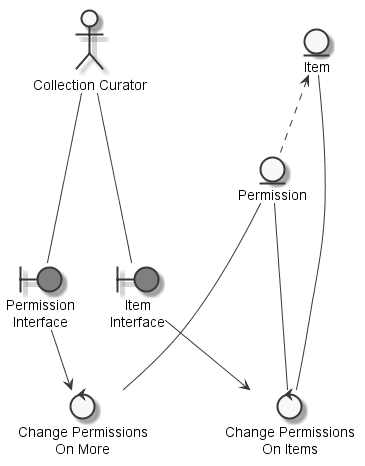 Collection Curator
Item
Permission
Permission
Interface
Item
Interface
Change Permissions
On More
Change Permissions
On Items